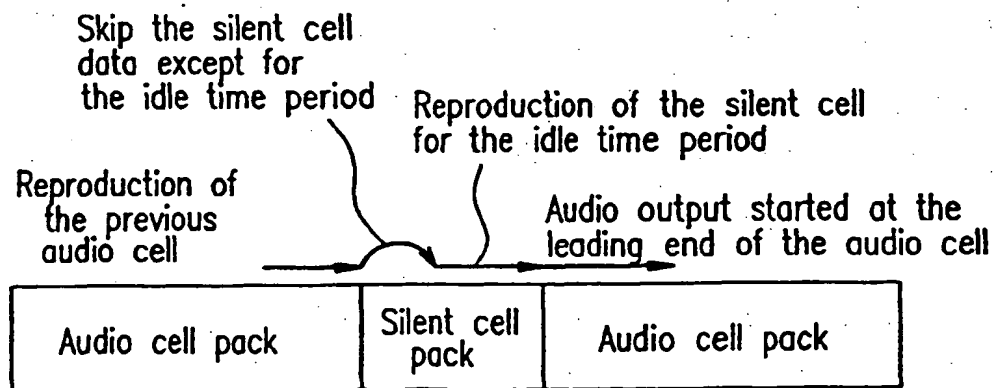 Skip the silent cell
data except for
the idle time period
Reproduction of the silent cell
for the idle time period
Reproduction of
the previous
audio cell
Audio output started at the
leading end of the audio cell
Audio cell pack
Silent cell
pack
Audio cell pack